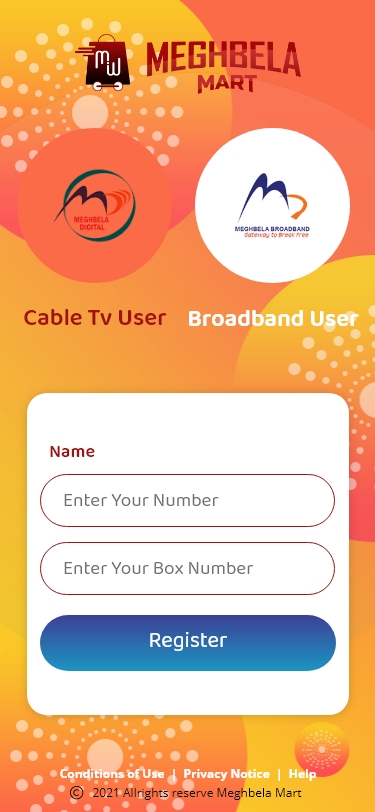 MW
MEGHBELA
MART
MEGHBELA
DIGITAL
MEGHBELA BROADBAND
Gateway to Break Free
Cable Tv User
Broadband User
Name
Enter Your Number
Enter Your Box Number
Register
Conditions of Use | Privacy Notice | Help
© 2021 Allrights reserve Meghbela Mart